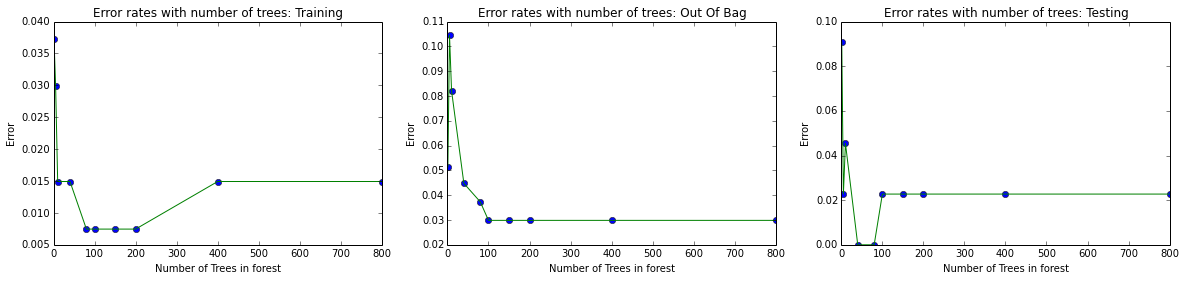 Error rates with number of trees: Training
0.040
0.035
0.030
0.025
0.020
0.015
0.010
0.005
Error
0 100 200 300 400 500 600 700 800
Number of Trees in forest
Error rates with number of trees: Out Of Bag
0.11
0.10
0.09
0.08
0.07
0.06
0.05
0.04
0.03
0.02
Error
0 100 200 300 400 500 600 700 800
Number of Trees in forest
Error rates with number of trees: Testing
0.10
0.08
0.06
0.04
0.02
0.00
Error
0 100 200 300 400 500 600 700 800
Number of Trees in forest